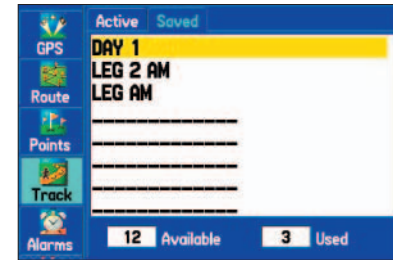 Active Saved
GPS
DAY 1
LEG 2 AM
Route
LEG AM
Points
Track
Alarms
12 Available 3 Used